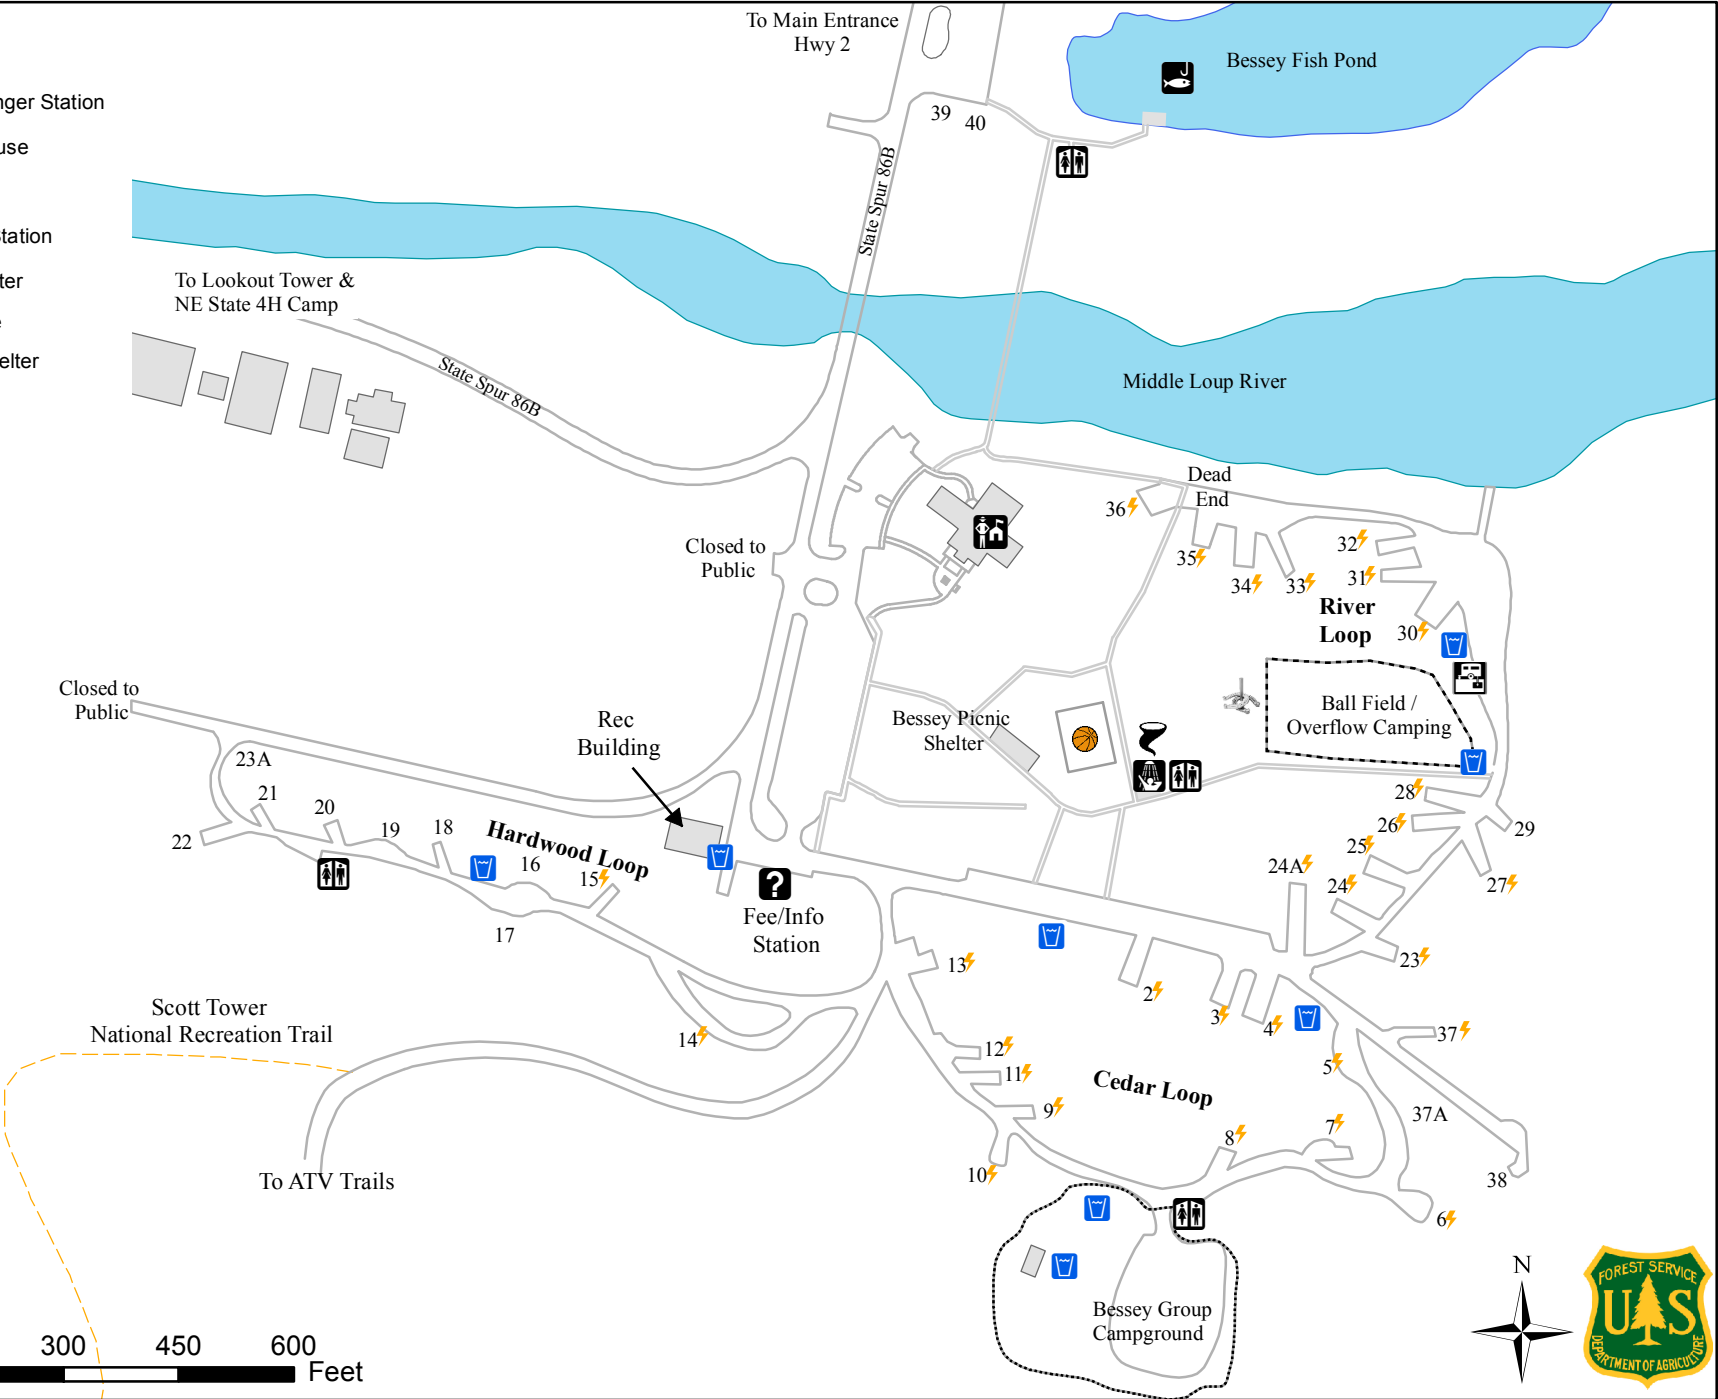 To Main Entrance
Hwy 2
Bessey Fish Pond
nger Station
39
40
use
State Spur 86B
tation
ter
To Lookout Tower &
NE State 4H Camp
elter
State Spur 86B
Middle Loup River
Dead
End
36
35
34
33
32
31
30
River
Loop
Closed to
Public
Closed to
Public
Rec
Building
Bessey Picnic
Shelter
Ball Field /
Overflow Camping
23A
21
20
22
19
18
Hardwood Loop
16
15
17
28
26
29
25
24A
24
27
23
?
Fee/Info
Station
13
2
3
4
Scott Tower
National Recreation Trail
14
12
11
9
Cedar Loop
5
37
37A
7
8
10
38
6
To ATV Trails
Bessey Group
Campground
N
FOREST SERVICE
U S
DEPARTMENT OF AGRICULTURE
300 450 600
Feet